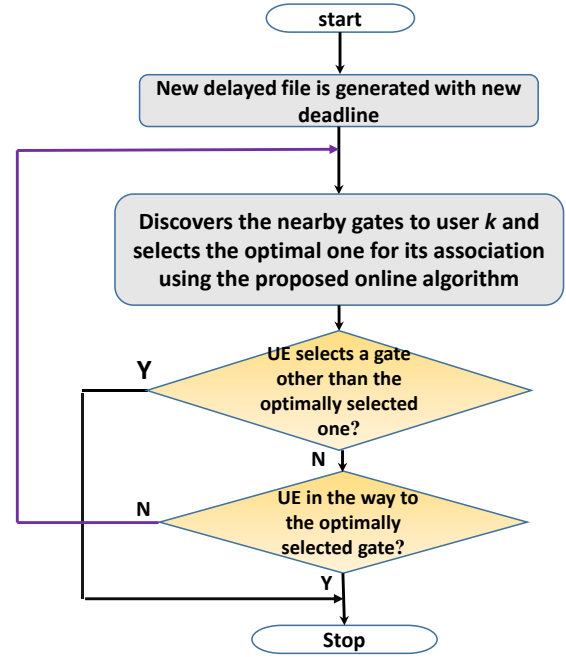 start
New delayed file is generated with new
deadline
Discovers the nearby gates to user k and
selects the optimal one for its association
using the proposed online algorithm
Y
UE selects a gate
other than the
optimally selected
one?
N
N
UE in the way to
the optimally
selected gate?
Y
Stop